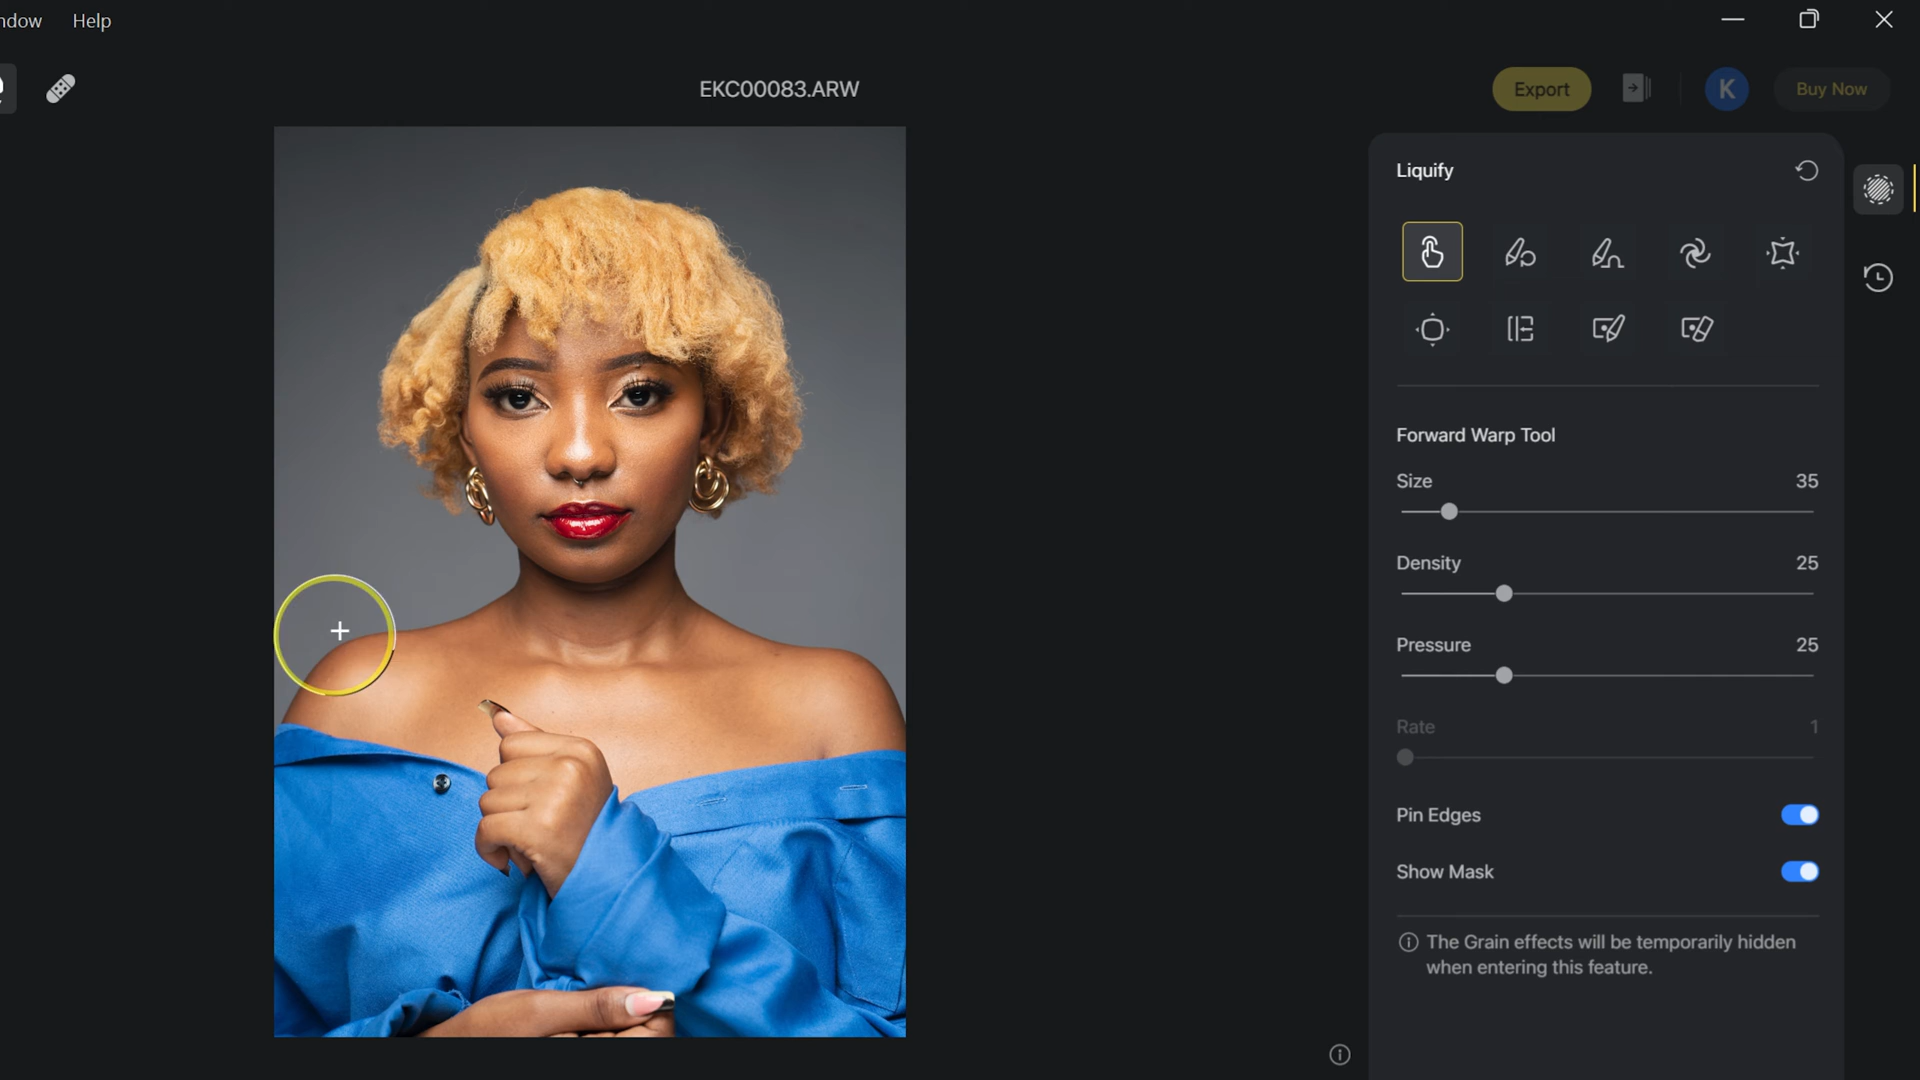 Help
EKC00083.ARW
Export
K
Buy Now
Liquify
Forward Warp Tool
Size 35
Density 25
Pressure 25
Rate 1
Pin Edges
Show Mask
The Grain effects will be temporarily hidden
when entering this feature.